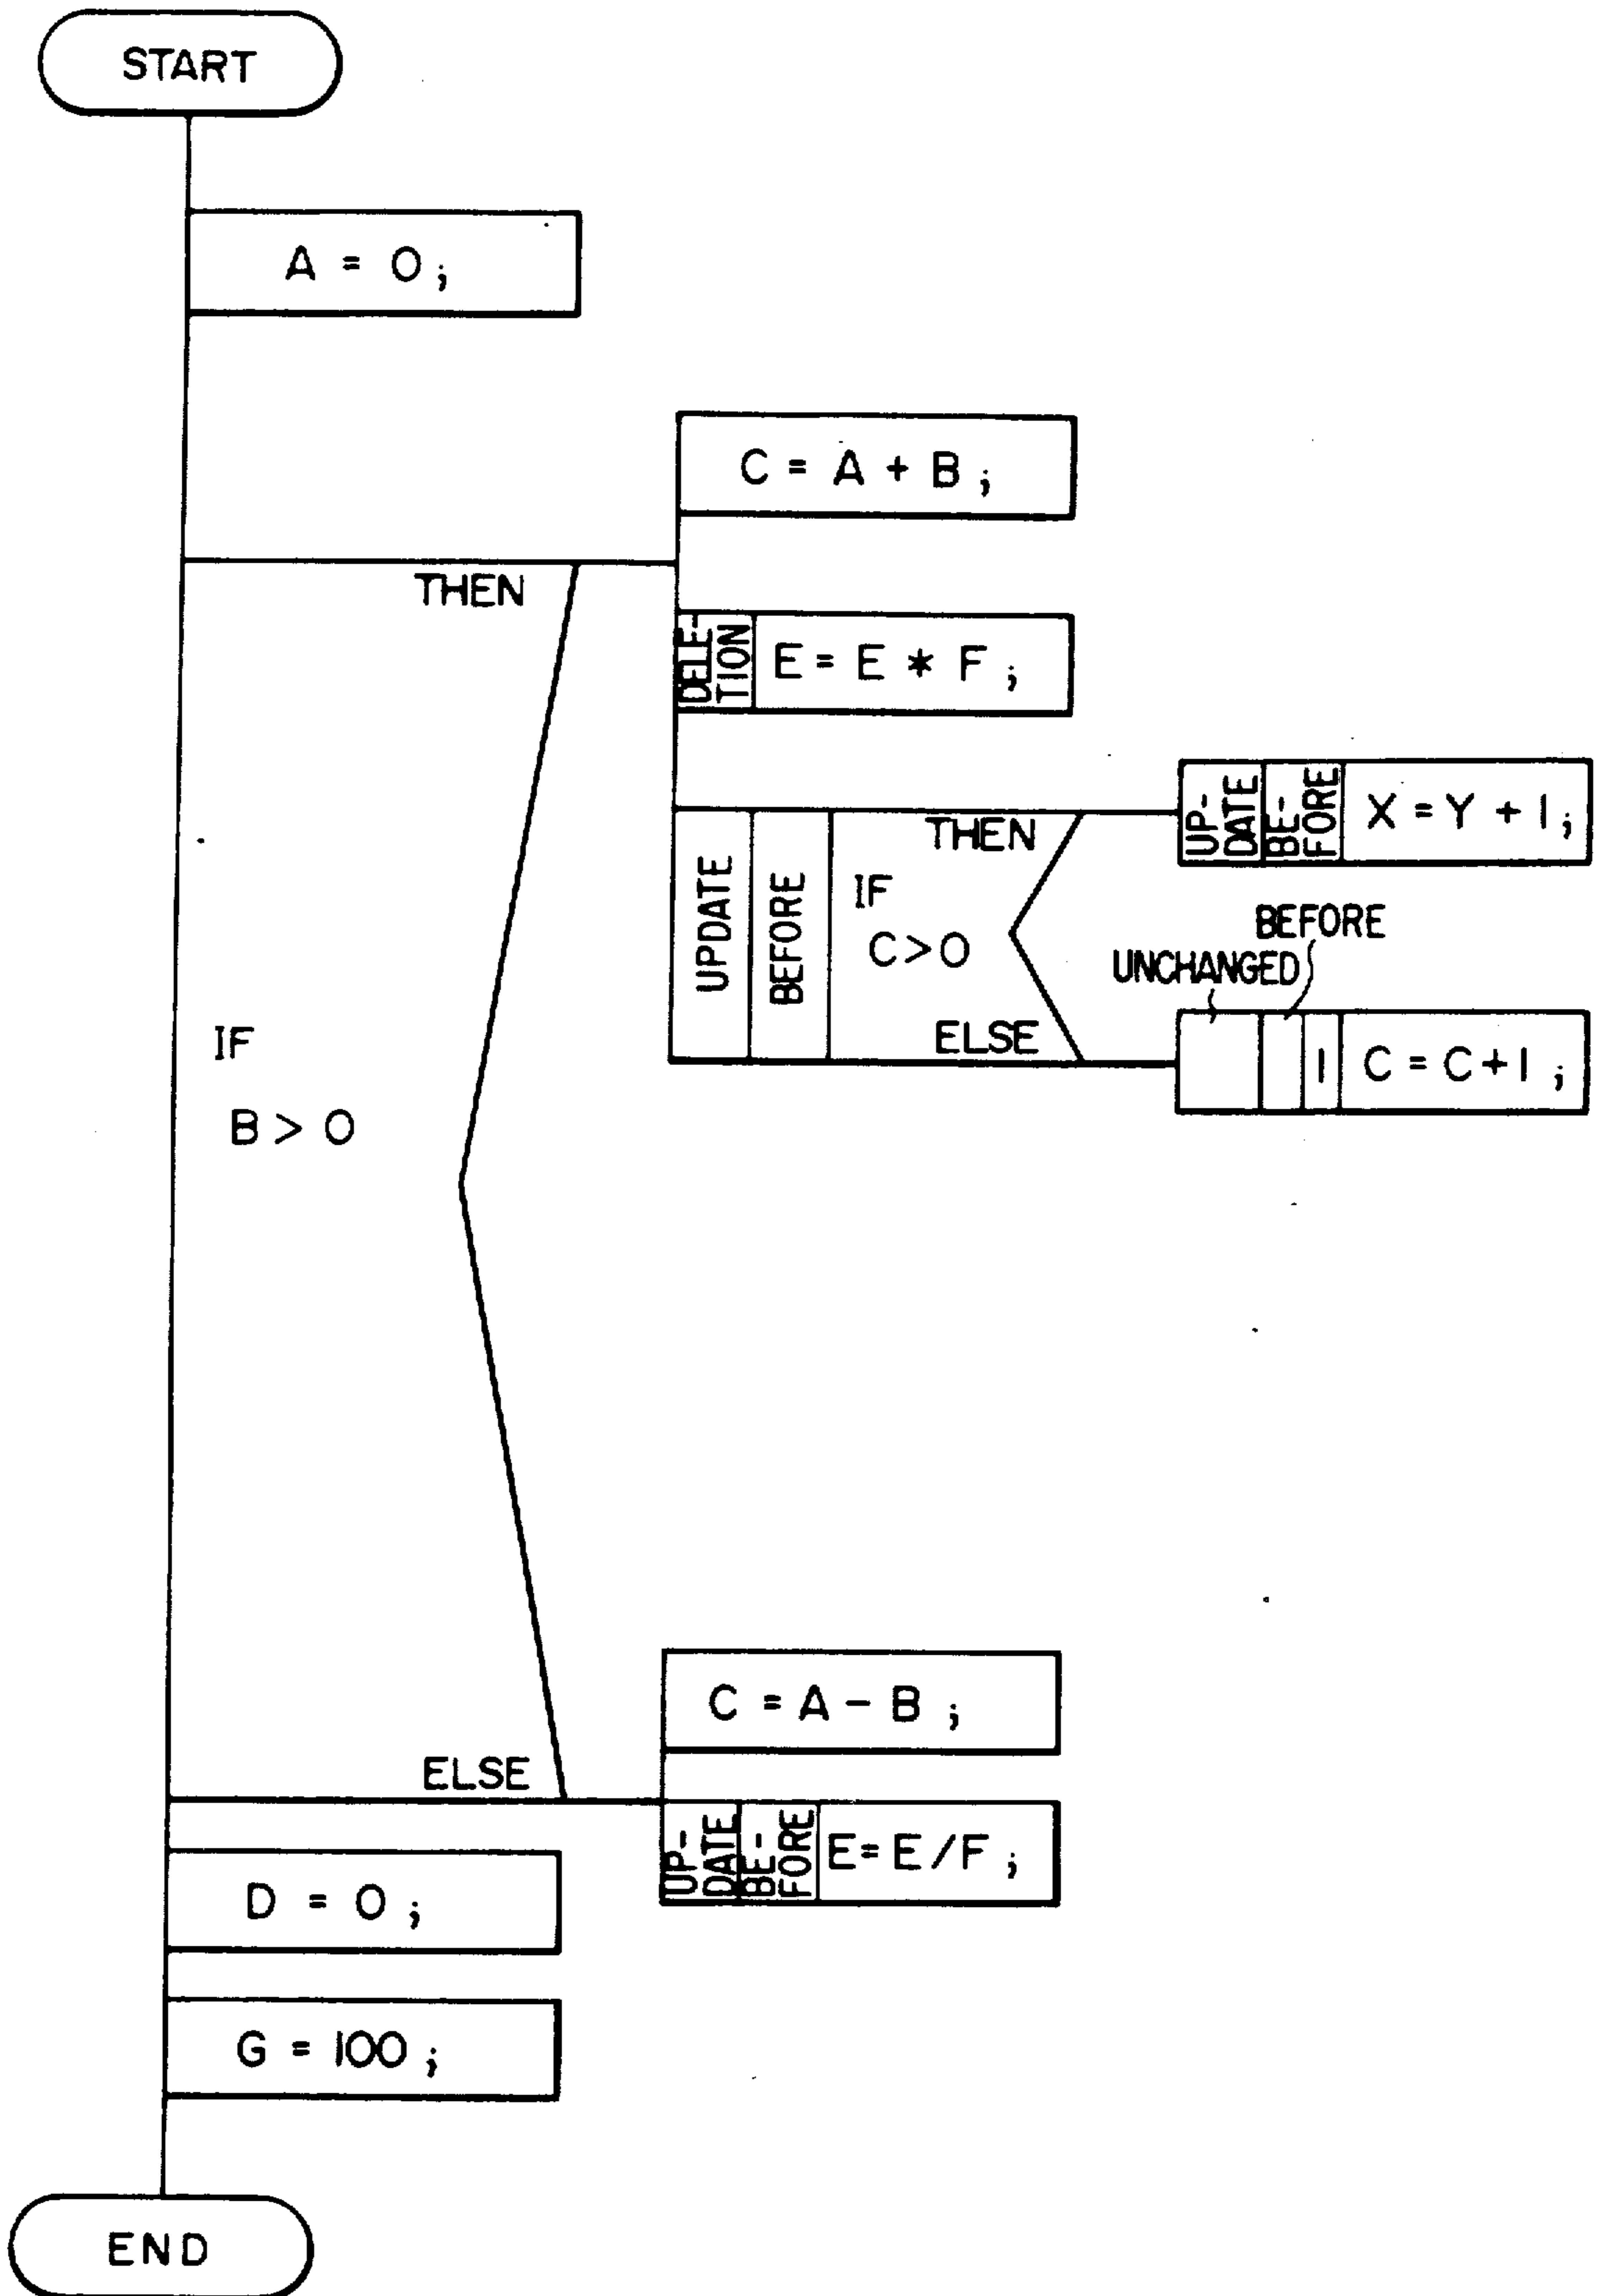 START
A = 0 ;
C = A + B ;
THEN
DELE-
TION
E = E * F ;
UP-
DATE
BE-
FORE
X = Y + 1 ;
THEN
UPDATE
BEFORE
IF
C > 0
BEFORE
UNCHANGED
ELSE
1
C = C + 1 ;
IF
B > 0
C = A - B ;
ELSE
UP-
DATE
BE-
FORE
E = E / F ;
D = 0 ;
G = 100 ;
END